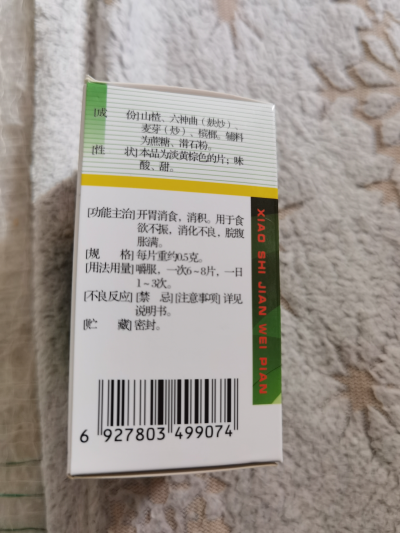 [成 份]山楂、六神曲（麸炒）
麦芽（炒）、槟榔。辅料
为蔗糖、滑石粉。
[性 状]本品为淡黄棕色的片；味
酸、甜。
[功能主治]开胃消食，消积。用于食
欲不振，消化不良，脘腹
胀满。
[规 格]每片重约0.5克。
[用法用量]嚼服，一次6~8片，一日
1~3次。
[不良反应][禁 忌][注意事项]详见
说明书。
[贮 藏]密封。
XIAO SHI JIAN WEI PIAN
6 927803 499074